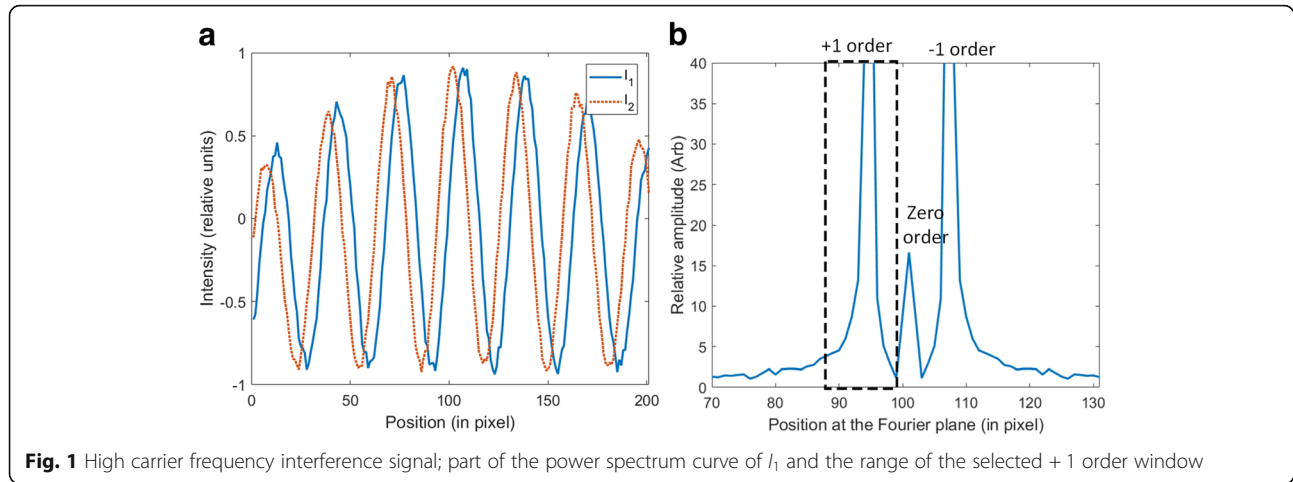 a
b
+1 order
-1 order
1
0.5
0
-0.5
-1
Intensity (relative units)
I1
I2
0
50
100
150
200
Position (in pixel)
40
35
30
25
20
15
10
5
0
Relative amplitude (Arb)
Zero
order
70
80
90
100
110
120
130
Position at the Fourier plane (in pixel)
Fig. 1 High carrier frequency interference signal; part of the power spectrum curve of I1 and the range of the selected + 1 order window